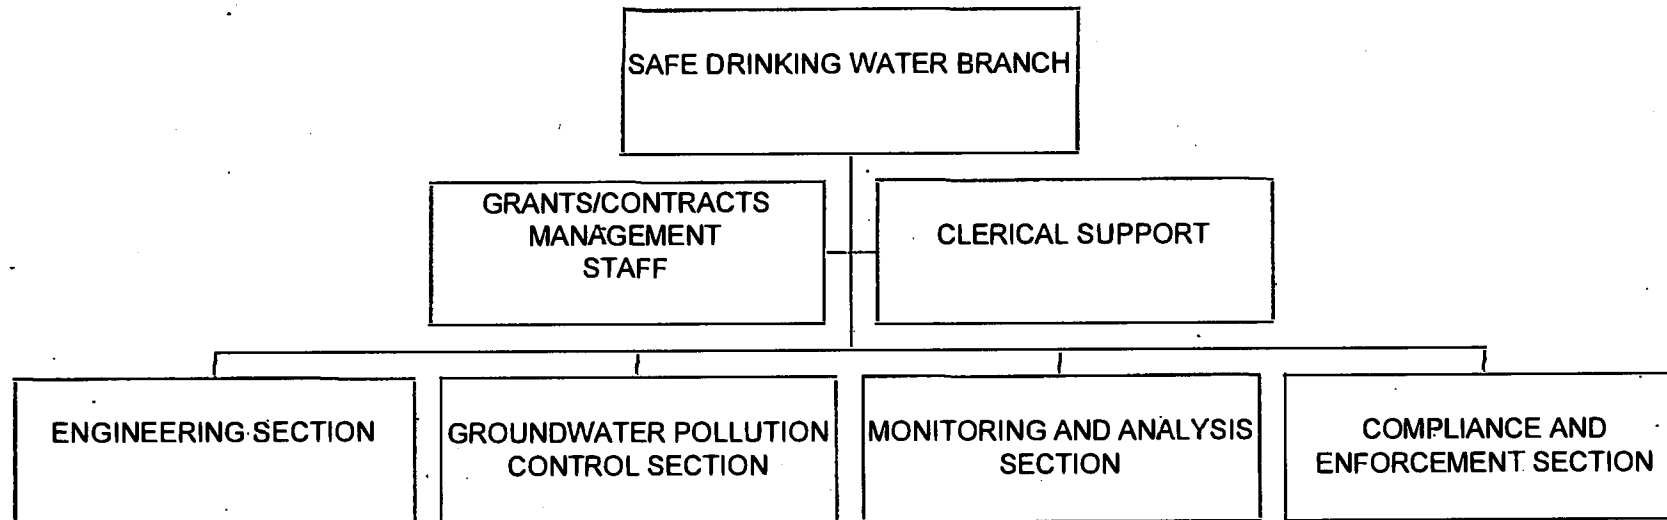 SAFE DRINKING WATER BRANCH
GRANTS/CONTRACTS
MANAGEMENT
STAFF
CLERICAL SUPPORT
ENGINEERING SECTION
GROUNDWATER POLLUTION
CONTROL SECTION
MONITORING AND ANALYSIS
SECTION
COMPLIANCE AND
ENFORCEMENT SECTION